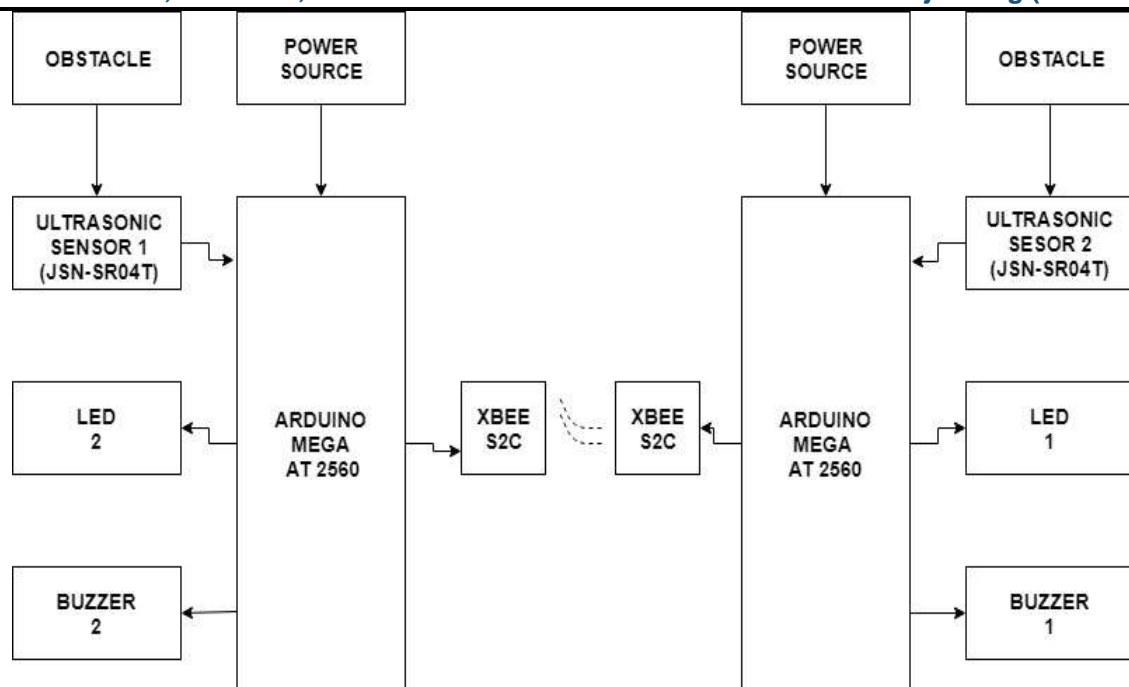 OBSTACLE
POWER
SOURCE
POWER
SOURCE
OBSTACLE
ULTRASONIC
SENSOR 1
(JSN-SR04T)
ULTRASONIC
SESOR 2
(JSN-SR04T)
LED
2
ARDUINO
MEGA
AT 2560
XBEE
S2C
XBEE
S2C
ARDUINO
MEGA
AT 2560
LED
1
BUZZER
2
BUZZER
1